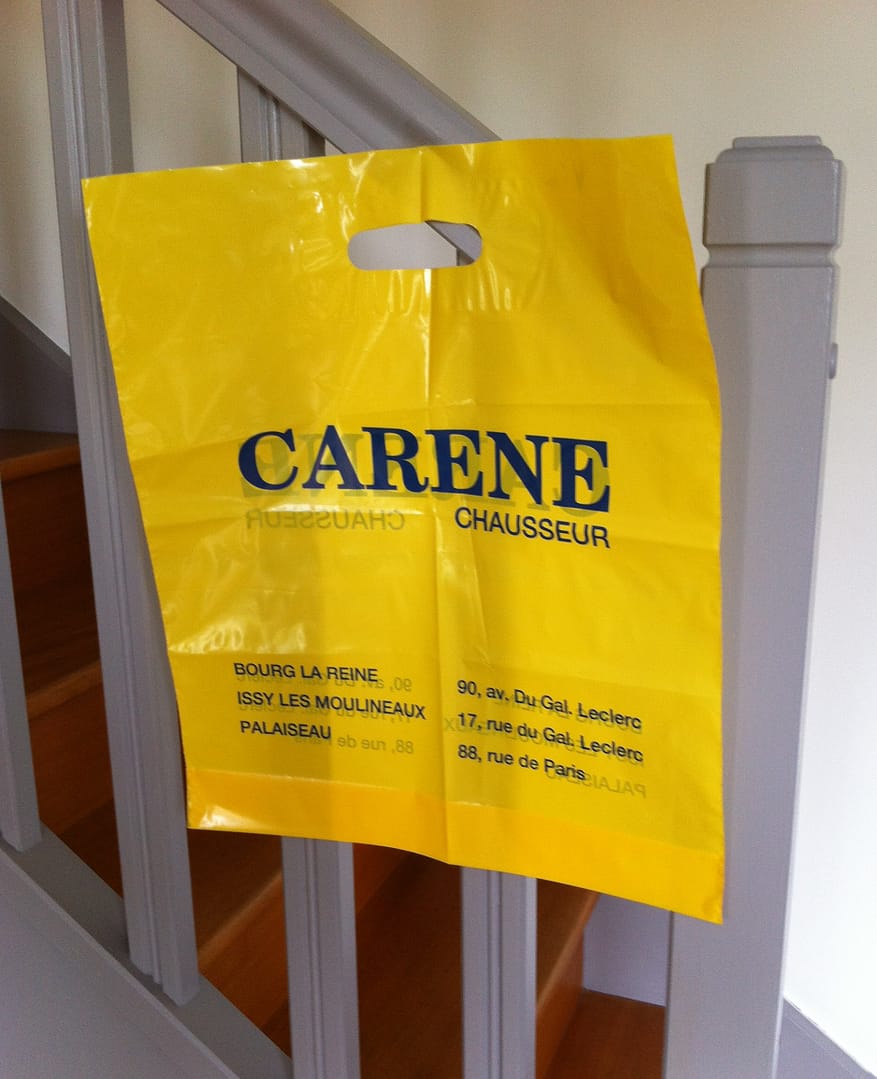 CARENE
CHAUSSEUR
BOURG LA REINE 90, av. Du Gal. Leclerc
ISSY LES MOULINEAUX 17, rue du Gal. Leclerc
PALAISEAU 88, rue de Paris